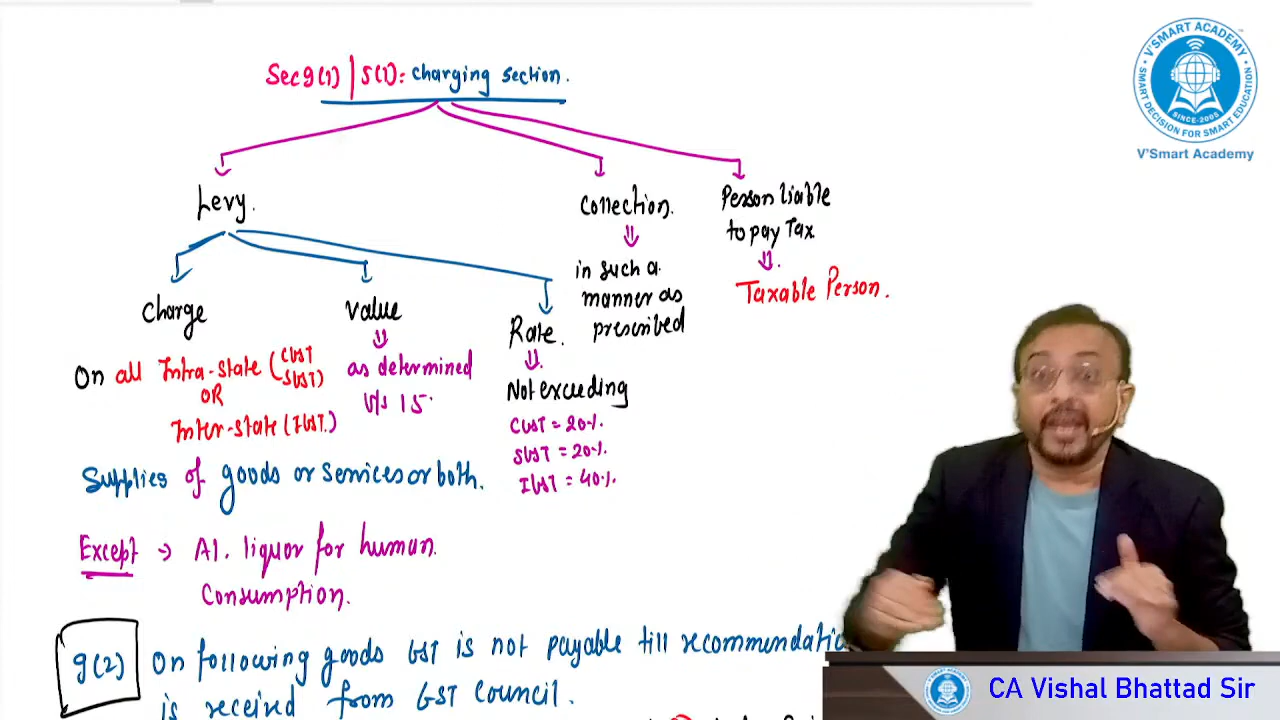 Sec 9(1) | 5(1): charging section.
Levy.
Collection.
Person liable
to pay Tax
in such a
manner as
prescribed
Taxable Person.
Charge
Value
Rate.
On all Intra-state (CGST
SGST)
OR
Inter-state (IGST.)
as determined
u/s 15.
Not exceeding
CGST = 20%.
SGST = 20%.
IGST = 40%.
Supplies of goods or services or both.
Except → Al. liquor for human
Consumption.
9(2)
On following goods GST is not payable till recommendatio
is received from GST Council.
V'SMART ACADEMY
SINCE-2005
SMART DECISION FOR SMART EDUCATION
V'Smart Academy
CA Vishal Bhattad Sir